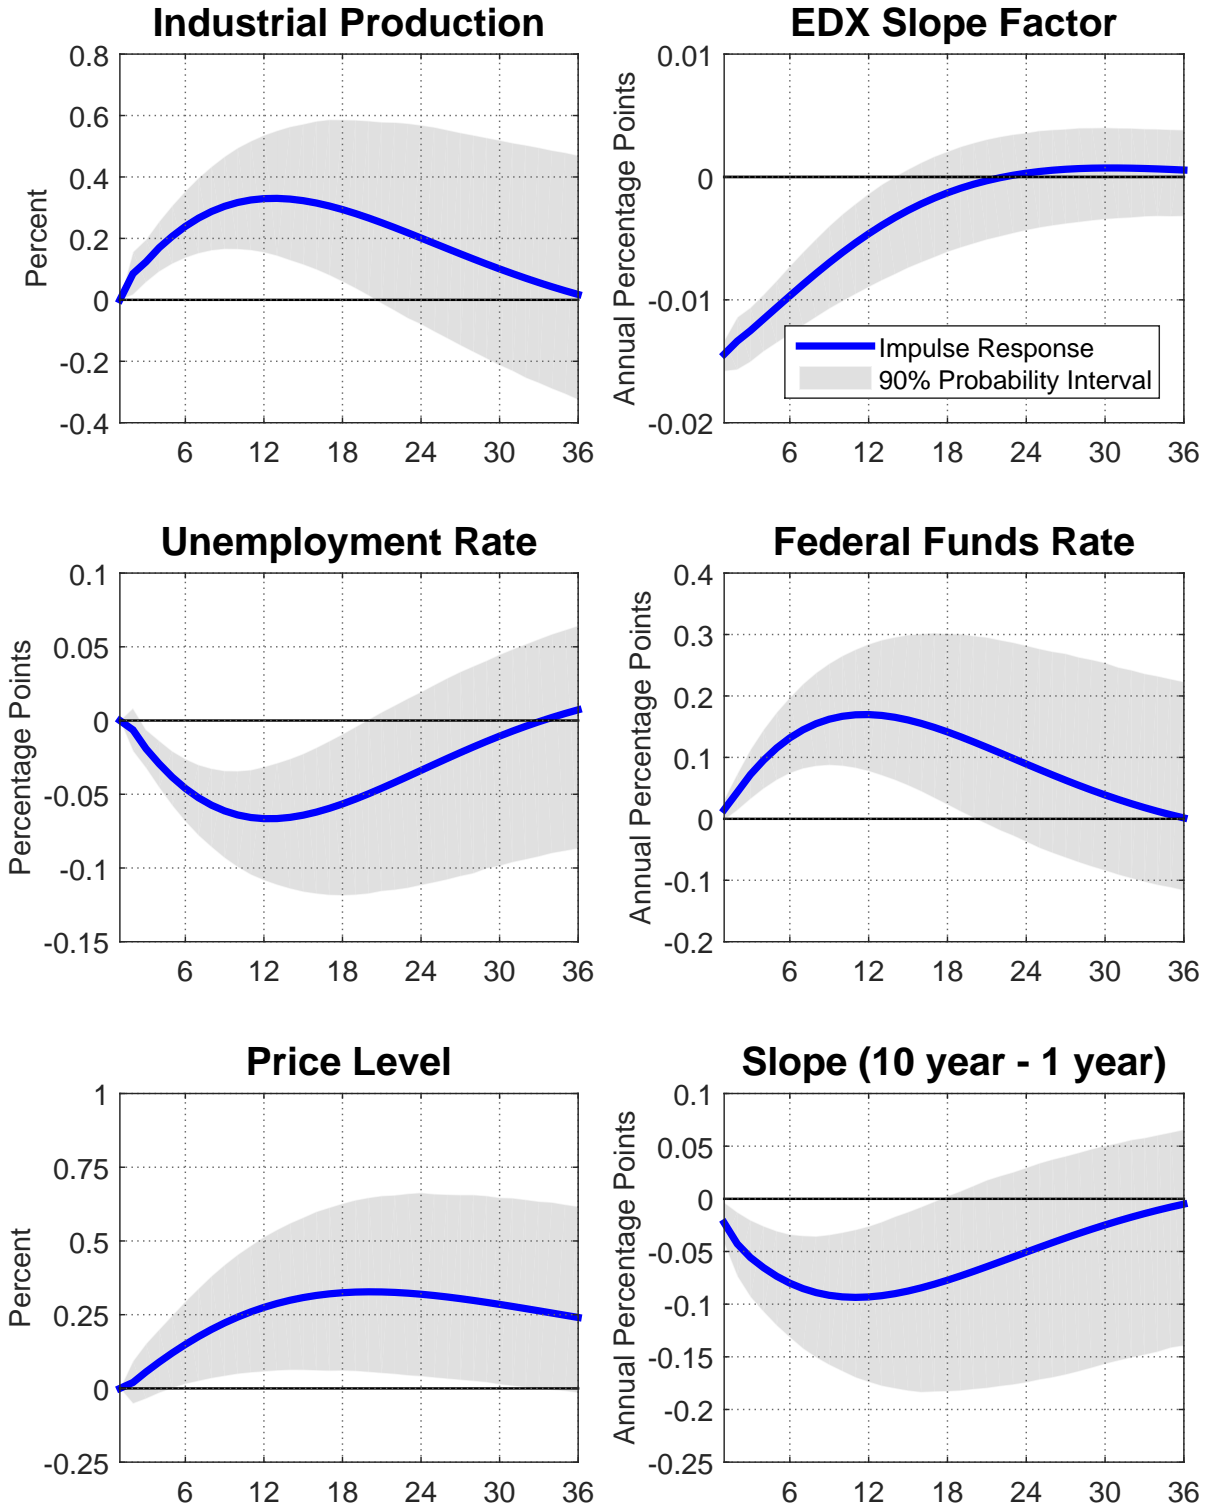 Industrial Production
Percent
0.8
0.6
0.4
0.2
0
-0.2
-0.4
6 12 18 24 30 36
EDX Slope Factor
Annual Percentage Points
0.01
0
-0.01
-0.02
Impulse Response
90% Probability Interval
6 12 18 24 30 36
Unemployment Rate
Percentage Points
0.1
0.05
0
-0.05
-0.1
-0.15
6 12 18 24 30 36
Federal Funds Rate
Annual Percentage Points
0.4
0.3
0.2
0.1
0
-0.1
-0.2
6 12 18 24 30 36
Price Level
Percent
1
0.75
0.5
0.25
0
-0.25
6 12 18 24 30 36
Slope (10 year - 1 year)
Annual Percentage Points
0.1
0.05
0
-0.05
-0.1
-0.15
-0.2
-0.25
6 12 18 24 30 36